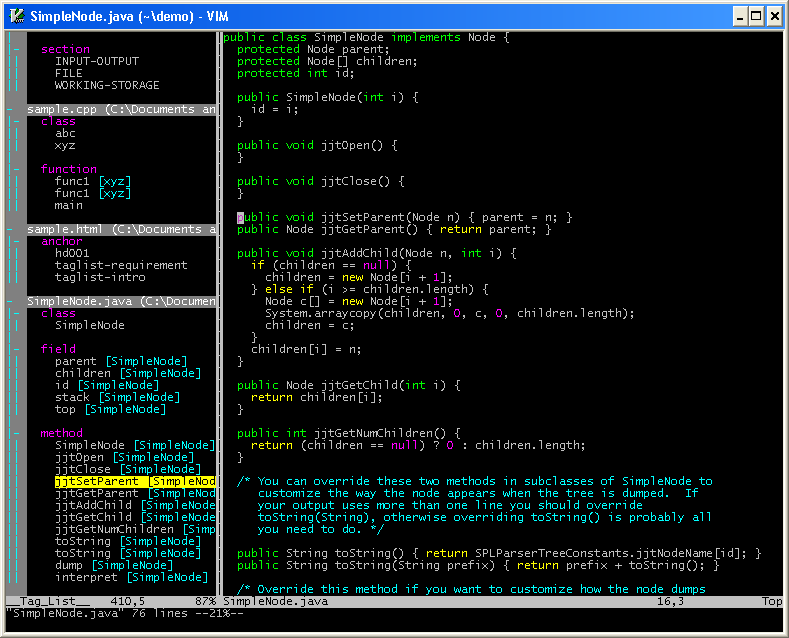 SimpleNode.java (~\demo) - VIM
section
INPUT-OUTPUT
FILE
WORKING-STORAGE
sample.cpp (C:\Documents an
class
abc
xyz
function
func1 [xyz]
func1 [xyz]
main
sample.html (C:\Documents a
anchor
hd001
taglist-requirement
taglist-intro
SimpleNode.java (C:\Documen
class
SimpleNode
field
parent [SimpleNode]
children [SimpleNode]
id [SimpleNode]
stack [SimpleNode]
top [SimpleNode]
method
SimpleNode [SimpleNode]
jjtOpen [SimpleNode]
jjtClose [SimpleNode]
jjtSetParent [SimpleNod
jjtGetParent [SimpleNod
jjtAddChild [SimpleNode
jjtGetChild [SimpleNode
jjtGetNumChildren [Simp
toString [SimpleNode]
toString [SimpleNode]
dump [SimpleNode]
interpret [SimpleNode]
__Tag_List__ 410,5 87%
public class SimpleNode implements Node {
protected Node parent;
protected Node[] children;
protected int id;
public SimpleNode(int i) {
id = i;
}
public void jjtOpen() {
}
public void jjtClose() {
}
public void jjtSetParent(Node n) { parent = n; }
public Node jjtGetParent() { return parent; }
public void jjtAddChild(Node n, int i) {
if (children == null) {
children = new Node[i + 1];
} else if (i >= children.length) {
Node c[] = new Node[i + 1];
System.arraycopy(children, 0, c, 0, children.length);
children = c;
}
children[i] = n;
}
public Node jjtGetChild(int i) {
return children[i];
}
public int jjtGetNumChildren() {
return (children == null) ? 0 : children.length;
}
/* You can override these two methods in subclasses of SimpleNode to
customize the way the node appears when the tree is dumped. If
your output uses more than one line you should override
toString(String), otherwise overriding toString() is probably all
you need to do. */
public String toString() { return SPLParserTreeConstants.jjtNodeName[id]; }
public String toString(String prefix) { return prefix + toString(); }
/* Override this method if you want to customize how the node dumps
SimpleNode.java 16,3 Top
"SimpleNode.java" 76 lines --21%--